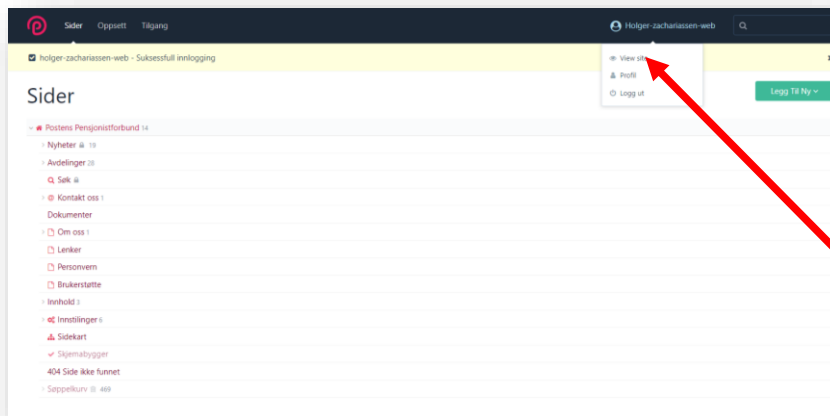 Sider Oppsett Tilgang Holger-zachariassen-web
holger-zachariassen-web - Suksessfull innlogging
View site
Profil
Logg ut
Sider
Legg Til Ny
Postens Pensjonistforbund 14
Nyheter 19
Avdelinger 28
Søk
Kontakt oss 1
Dokumenter
Om oss 1
Lenker
Personvern
Brukerstøtte
Innhold 3
Innstilinger 6
Sidekart
Skjemabygger
404 Side ikke funnet
Søppelkurv 469